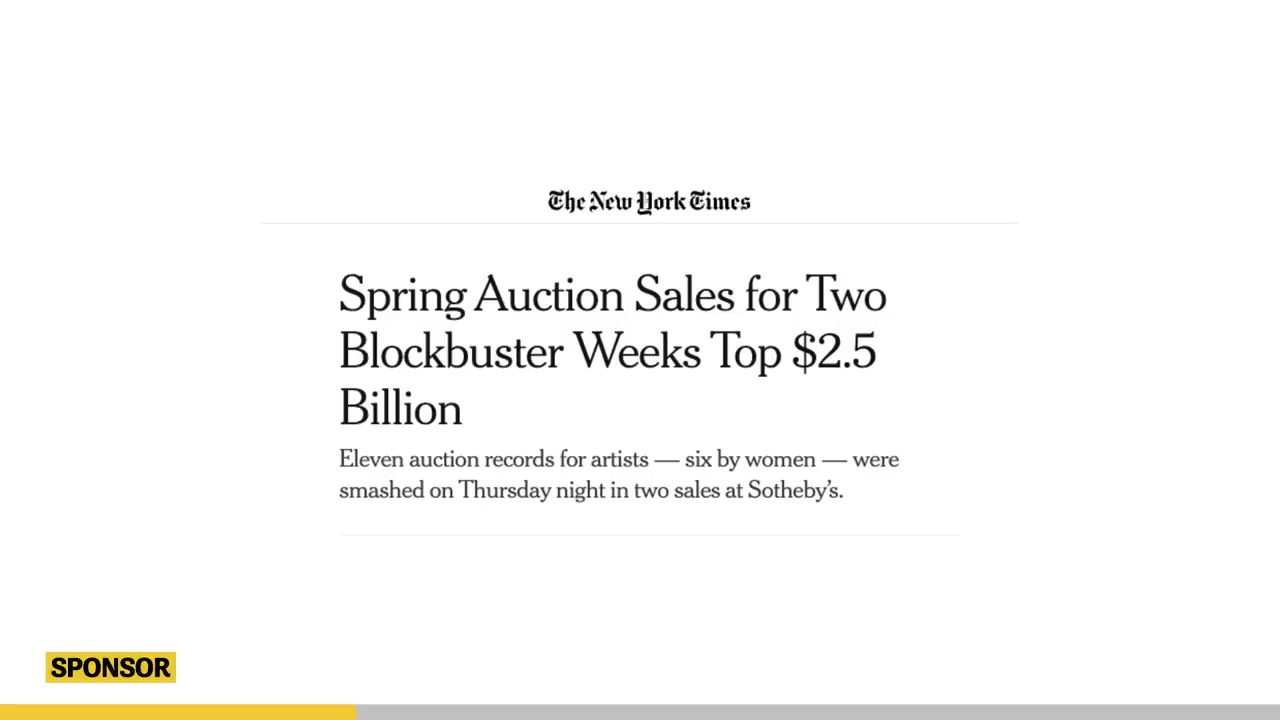 The New York Times
Spring Auction Sales for Two
Blockbuster Weeks Top $2.5
Billion
Eleven auction records for artists — six by women — were
smashed on Thursday night in two sales at Sotheby’s.
SPONSOR